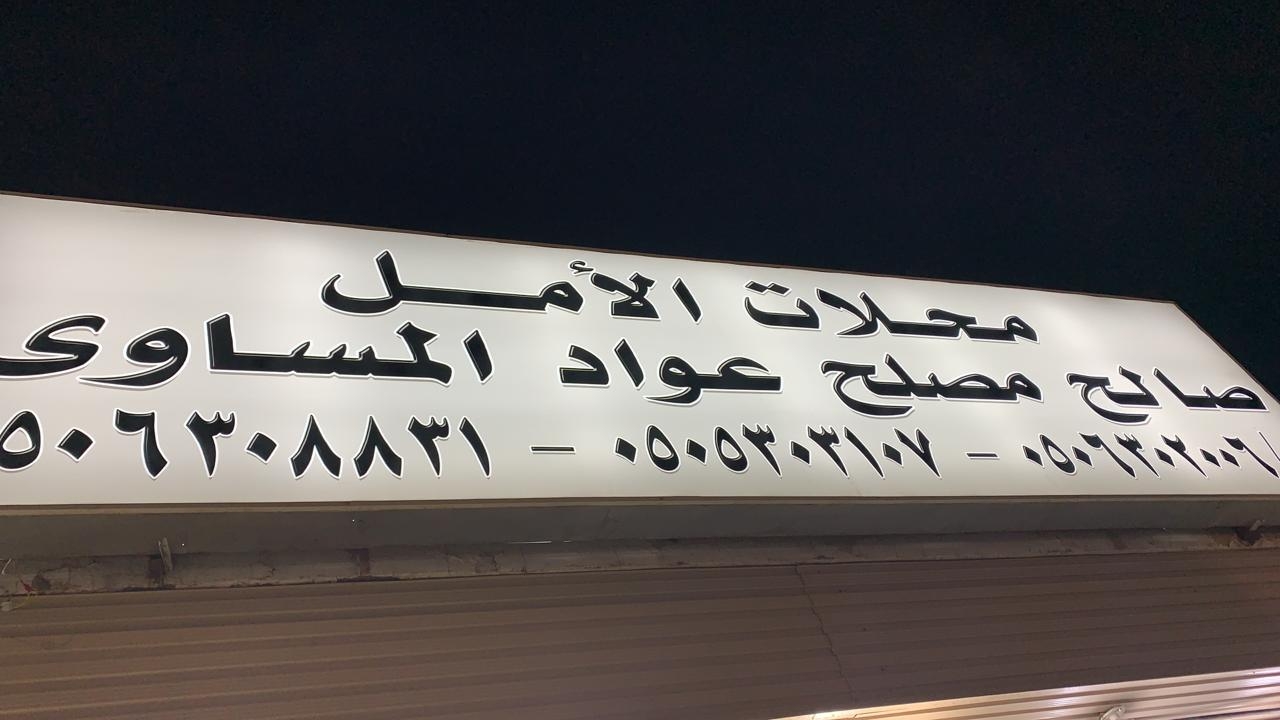 محلات الأمل
صالح مصلح عواد المساوى
٥٠٦٣٠٨٨٣١ - ٠٥٠٥٣٠٣١٠٧ - ٠٥٠٦٣٠٢٠٠٦